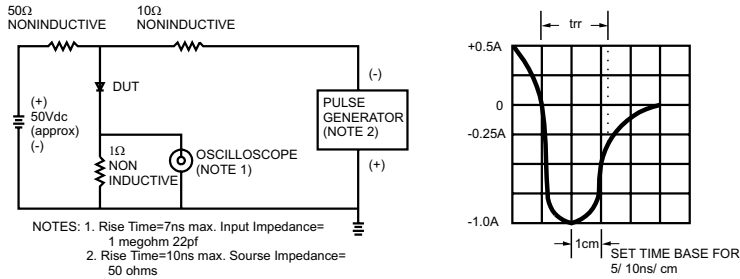 50Ω
NONINDUCTIVE
10Ω
NONINDUCTIVE
DUT
(+)
50Vdc
(approx)
(-)
1Ω
NON
INDUCTIVE
OSCILLOSCOPE
(NOTE 1)
(-)
PULSE
GENERATOR
(NOTE 2)
(+)
NOTES: 1. Rise Time=7ns max. Input Impedance=
1 megohm 22pf
2. Rise Time=10ns max. Sourse Impedance=
50 ohms
trr
+0.5A
0
-0.25A
-1.0A
1cm
SET TIME BASE FOR
5/ 10ns/ cm